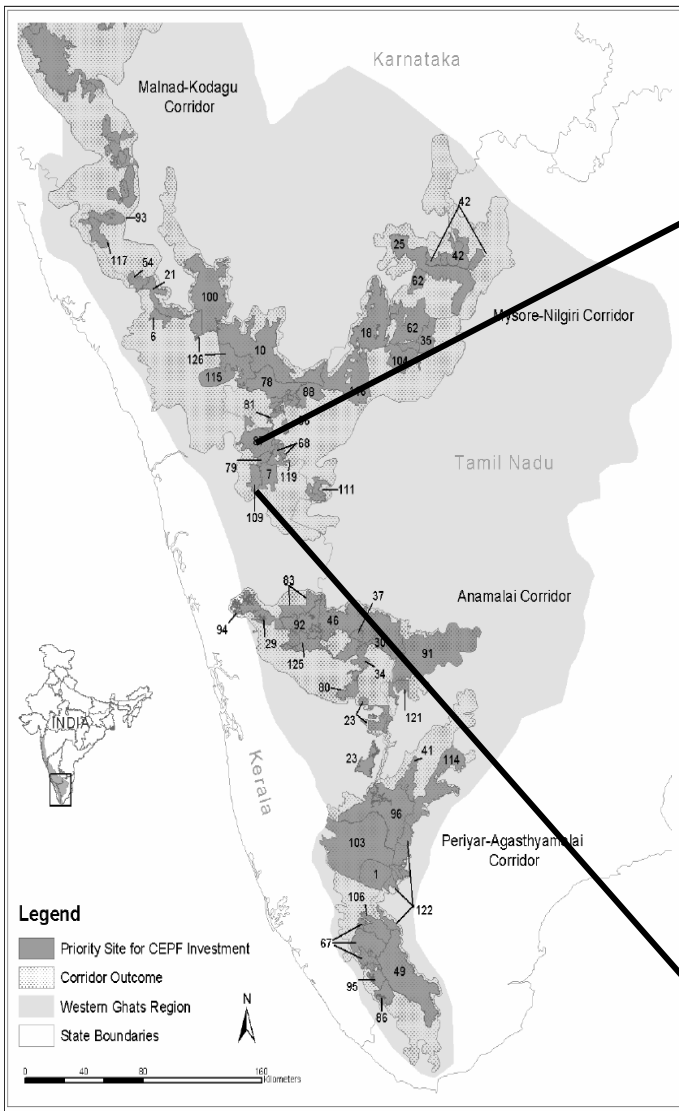 Karnataka
Malnad-Kodagu
Corridor
42
93
25
42
117
54
21
62
100
6
18
62
Mysore-Nilgiri Corridor
35
10
126
104
115
78
88
81
68
79
7
119
Tamil Nadu
111
109
83
37
Anamalai Corridor
46
92
94
30
91
29
125
34
80
121
23
INDIA
41
23
114
Kerala
96
103
Periyar-Agasthyamalai
Corridor
1
106
122
Legend
67
Priority Site for CEPF Investment
49
Corridor Outcome
95
N
86
Western Ghats Region
State Boundaries
0 40 80 160
Kilometers